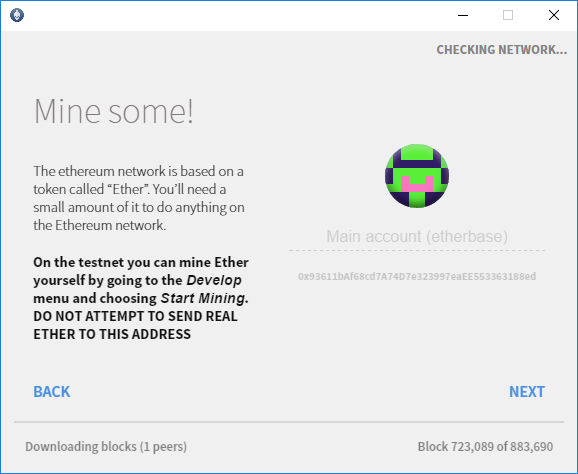 CHECKING NETWORK...
Mine some!
The ethereum network is based on a
token called “Ether”. You’ll need a
small amount of it to do anything on
the Ethereum network.
On the testnet you can mine Ether
yourself by going to the Develop
menu and choosing Start Mining.
DO NOT ATTEMPT TO SEND REAL
ETHER TO THIS ADDRESS
Main account (etherbase)
0x93611bAf68cd7A74D7e323997eaEE553363188ed
BACK
NEXT
Downloading blocks (1 peers)
Block 723,089 of 883,690